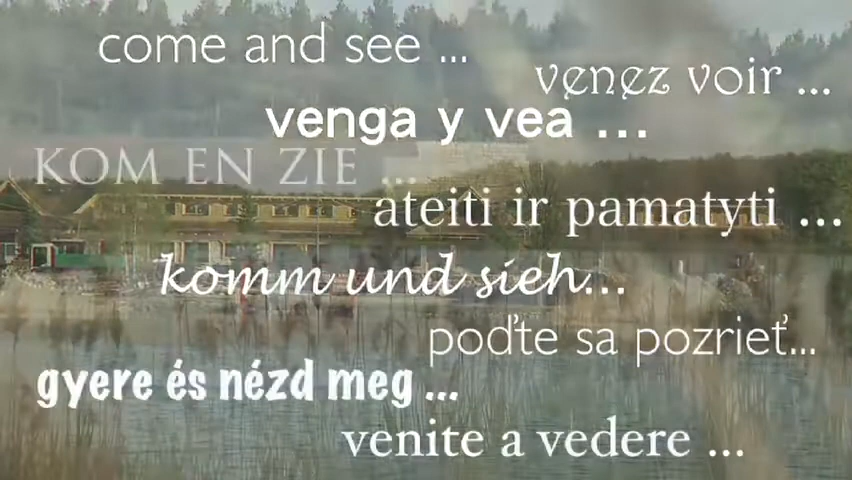 come and see ...
venez voir ...
venga y vea ...
KOM EN ZIE ...
ateiti ir pamatyti ...
komm und sieh...
poďte sa pozrieť...
gyere és nézd meg ...
venite a vedere ...